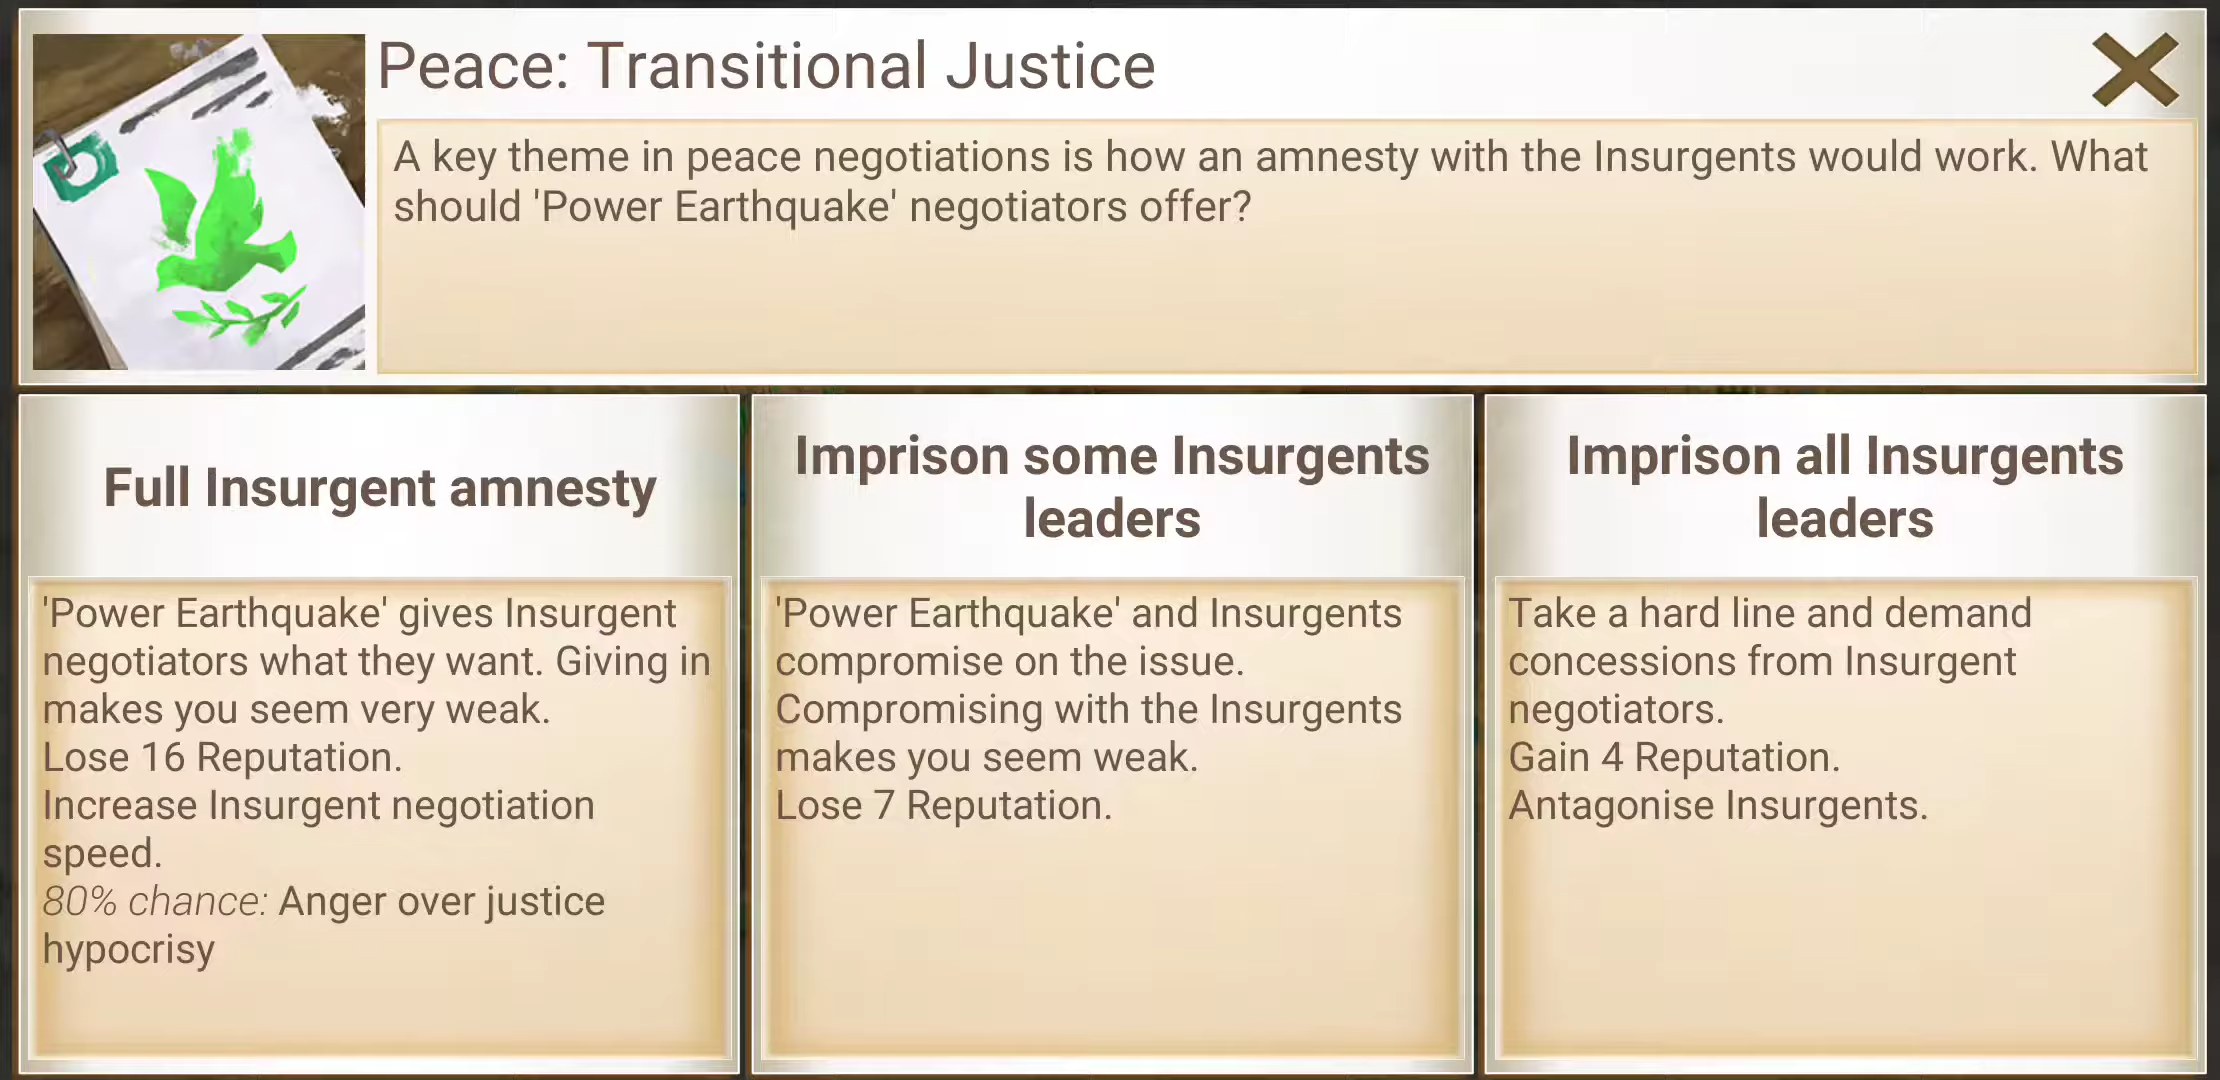 Peace: Transitional Justice
A key theme in peace negotiations is how an amnesty with the Insurgents would work. What
should 'Power Earthquake' negotiators offer?
Full Insurgent amnesty
'Power Earthquake' gives Insurgent
negotiators what they want. Giving in
makes you seem very weak.
Lose 16 Reputation.
Increase Insurgent negotiation
speed.
80% chance: Anger over justice
hypocrisy
Imprison some Insurgents
leaders
'Power Earthquake' and Insurgents
compromise on the issue.
Compromising with the Insurgents
makes you seem weak.
Lose 7 Reputation.
Imprison all Insurgents
leaders
Take a hard line and demand
concessions from Insurgent
negotiators.
Gain 4 Reputation.
Antagonise Insurgents.